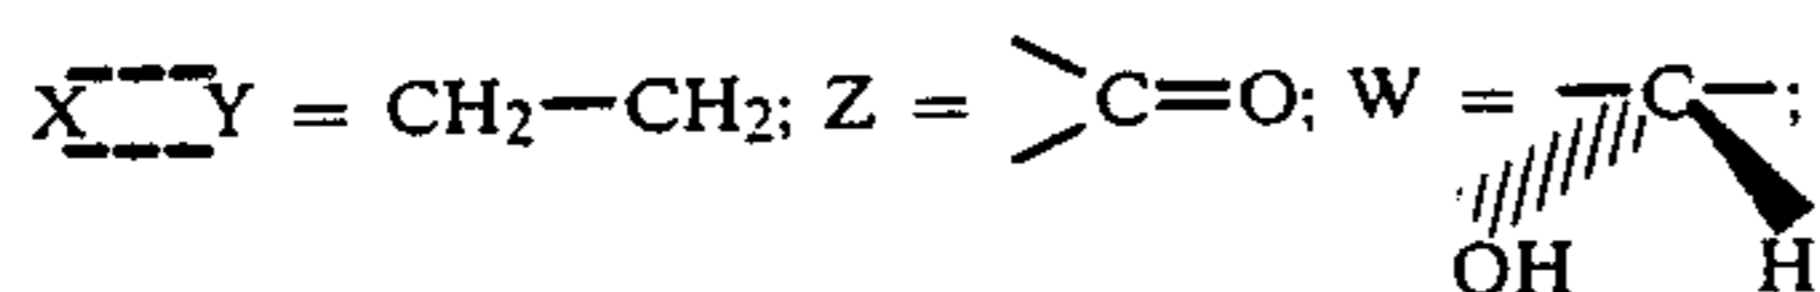 X Y = CH₂—CH₂; Z = C=O; W = —C—;
OH H